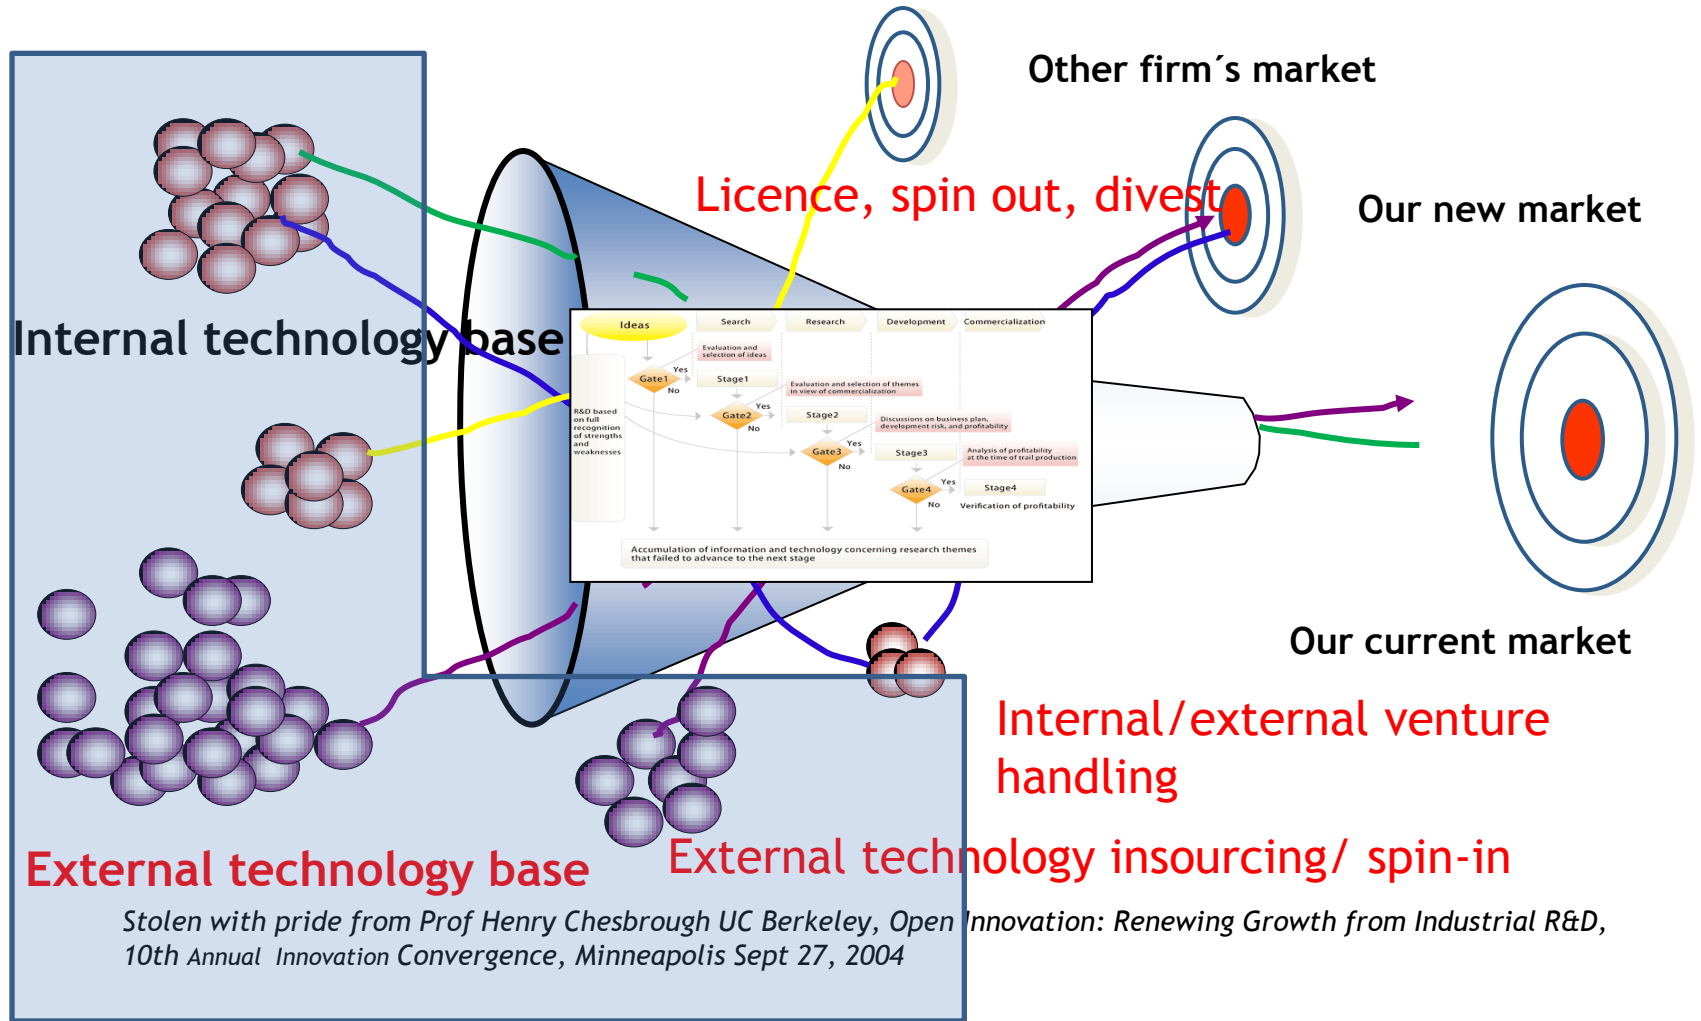 Other firm´s market
Licence, spin out, divest
Our new market
Internal technology base
Ideas
Search
Research
Development
Commercialization
Evaluation and
selection of ideas
Gate1
Yes
No
Stage1
Evaluation and selection of themes
in view of commercialization
R&D based
on full
recognition
of strengths
and
weaknesses
Gate2
Yes
No
Stage2
Discussions on business plan,
development risk, and profitability
Gate3
Yes
No
Stage3
Analysis of profitability
at the time of trail production
Gate4
Yes
No
Stage4
Verification of profitability
Accumulation of information and technology concerning research themes
that failed to advance to the next stage
Our current market
Internal/external venture
handling
External technology base
External technology insourcing/ spin-in
Stolen with pride from Prof Henry Chesbrough UC Berkeley, Open Innovation: Renewing Growth from Industrial R&D,
10th Annual Innovation Convergence, Minneapolis Sept 27, 2004